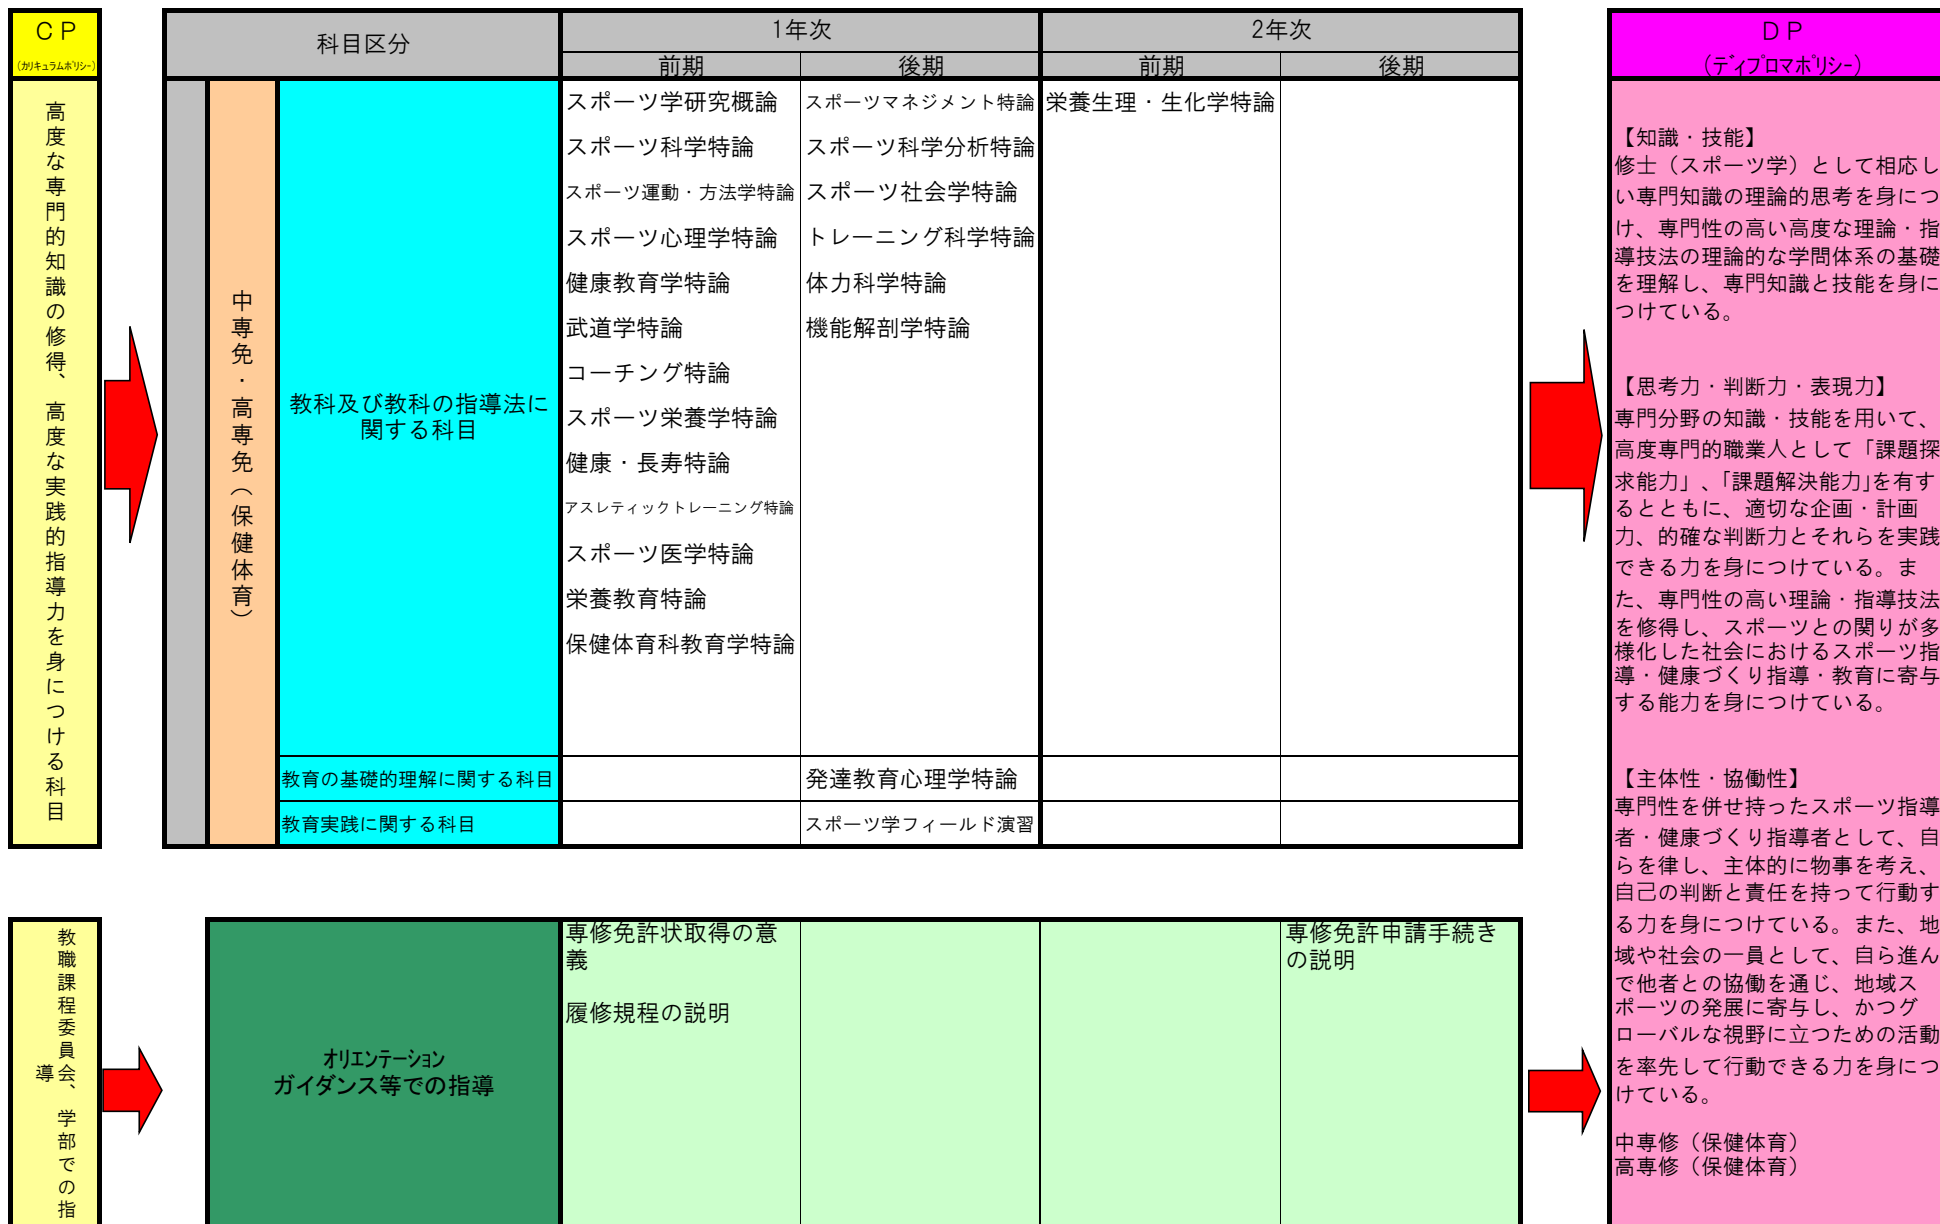 ＣＰ
（ｶﾘｷｭﾗﾑﾎﾟﾘｼｰ）
高度な専門的知識の修得、高度な実践的指導力を身につける科目
科目区分
1年次
2年次
前期
後期
前期
後期
中専免・高専免（保健体育）
教科及び教科の指導法に
関する科目
スポーツ学研究概論
スポーツ科学特論
スポーツ運動・方法学特論
スポーツ心理学特論
健康教育学特論
武道学特論
コーチング特論
スポーツ栄養学特論
健康・長寿特論
アスレティックトレーニング特論
スポーツ医学特論
栄養教育特論
保健体育科教育学特論
スポーツマネジメント特論
スポーツ科学分析特論
スポーツ社会学特論
トレーニング科学特論
体力科学特論
機能解剖学特論
栄養生理・生化学特論
教育の基礎的理解に関する科目
発達教育心理学特論
教育実践に関する科目
スポーツ学フィールド演習
教職課程委員会、学部での指
導
ｵﾘｴﾝﾃｰｼｮﾝ
ガイダンス等での指導
専修免許状取得の意
義
履修規程の説明
専修免許申請手続き
の説明
ＤＰ
（ﾃﾞｨﾌﾟﾛﾏﾎﾟﾘｼｰ）
【知識・技能】
修士（スポーツ学）として相応し
い専門知識の理論的思考を身につ
け、専門性の高い高度な理論・指
導技法の理論的な学問体系の基礎
を理解し、専門知識と技能を身に
つけている。
【思考力・判断力・表現力】
専門分野の知識・技能を用いて、
高度専門的職業人として「課題探
求能力」、「課題解決能力」を有す
るとともに、適切な企画・計画
力、的確な判断力とそれらを実践
できる力を身につけている。ま
た、専門性の高い理論・指導技法
を修得し、スポーツとの関りが多
様化した社会におけるスポーツ指
導・健康づくり指導・教育に寄与
する能力を身につけている。
【主体性・協働性】
専門性を併せ持ったスポーツ指導
者・健康づくり指導者として、自
らを律し、主体的に物事を考え、
自己の判断と責任を持って行動す
る力を身につけている。また、地
域や社会の一員として、自ら進ん
で他者との協働を通じ、地域ス
ポーツの発展に寄与し、かつグ
ローバルな視野に立つための活動
を率先して行動できる力を身につ
けている。
中専修（保健体育）
高専修（保健体育）